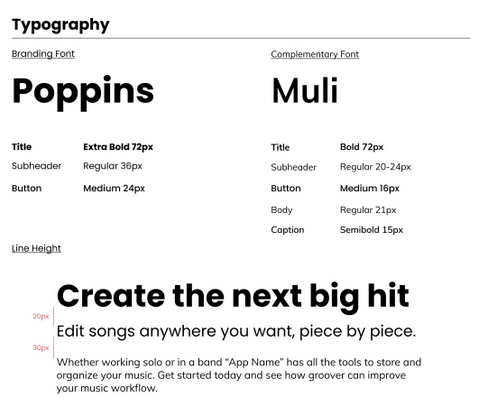 Typography
Branding Font
Complementary Font
Poppins
Muli
Title Extra Bold 72px
Subheader Regular 36px
Button Medium 24px
Title Bold 72px
Subheader Regular 20-24px
Button Medium 16px
Body Regular 21px
Caption Semibold 15px
Line Height
Create the next big hit
20px
Edit songs anywhere you want, piece by piece.
30px
Whether working solo or in a band “App Name” has all the tools to store and
organize your music. Get started today and see how groover can improve
your music workflow.